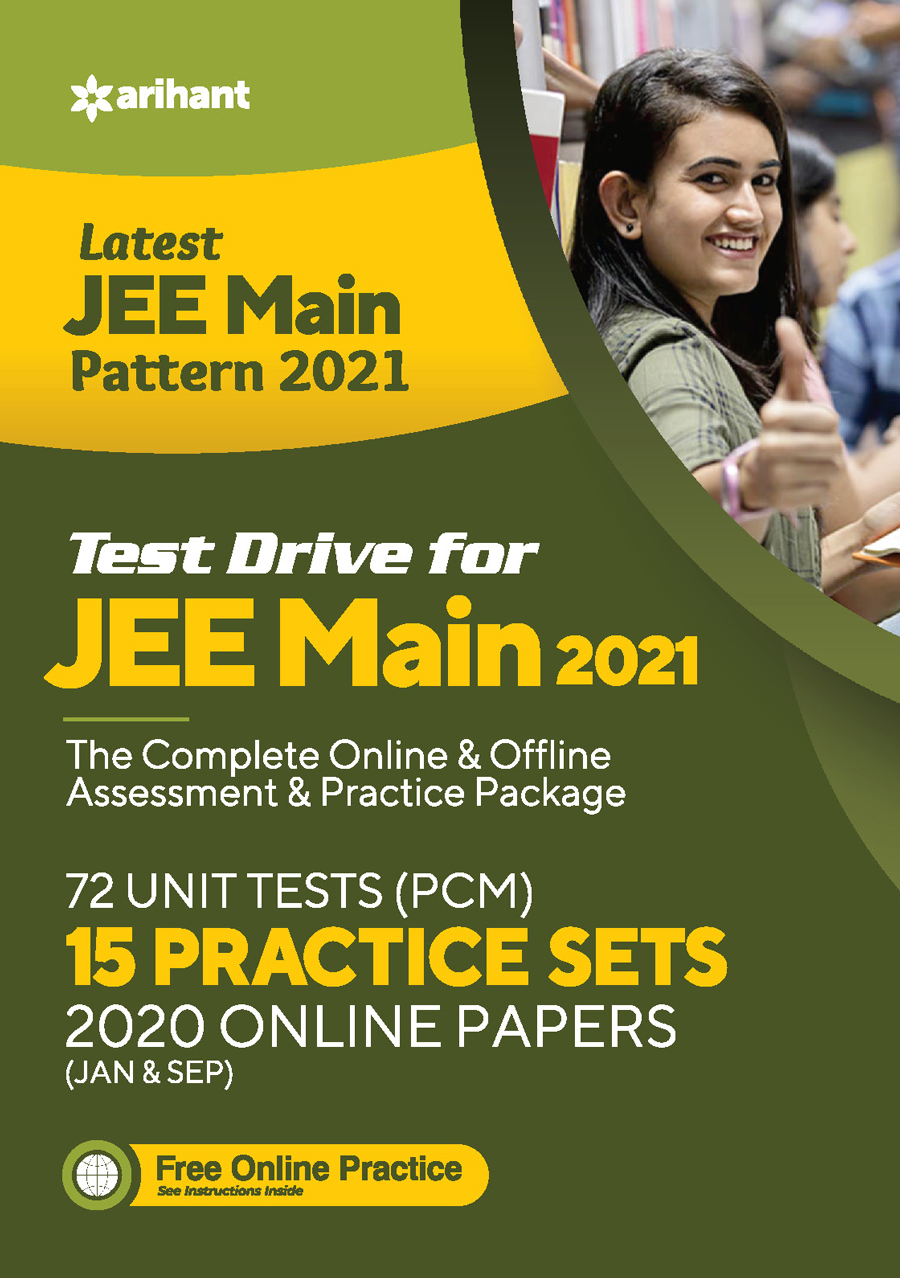 arihant
Latest
JEE Main
Pattern 2021
Test Drive for
JEE Main 2021
The Complete Online & Offline
Assessment & Practice Package
72 UNIT TESTS (PCM)
15 PRACTICE SETS
2020 ONLINE PAPERS
(JAN & SEP)
Free Online Practice
See Instructions Inside